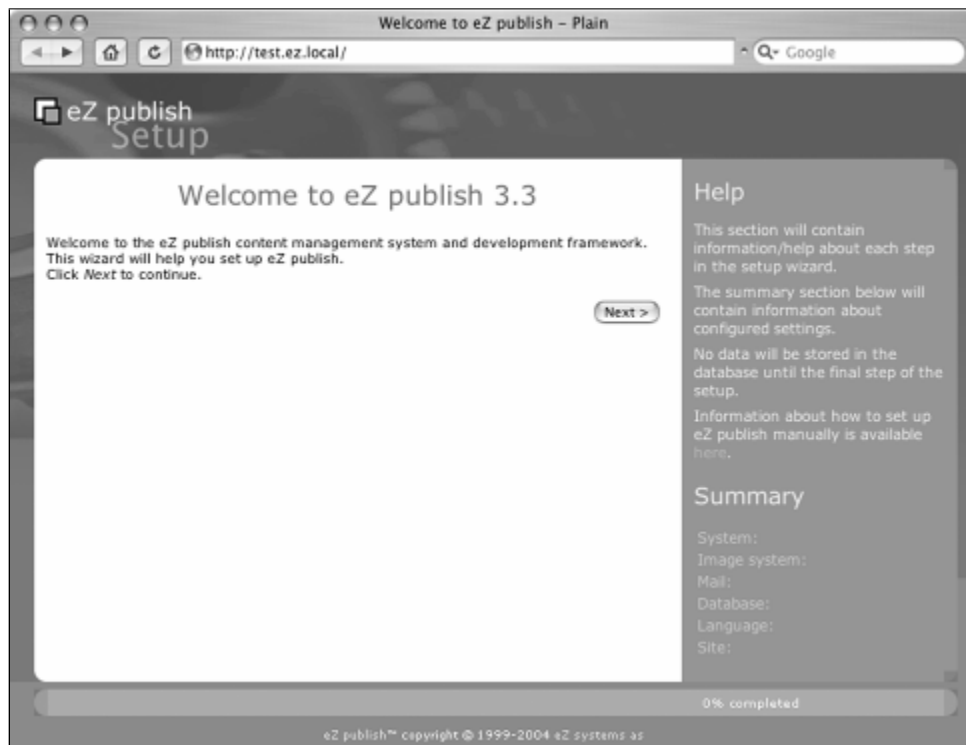 Welcome to eZ publish – Plain
http://test.ez.local/
Google
eZ publish
Setup
Welcome to eZ publish 3.3
Welcome to the eZ publish content management system and development framework.
This wizard will help you set up eZ publish.
Click Next to continue.
Next >
Help
This section will contain
information/help about each step
in the setup wizard.
The summary section below will
contain information about
configured settings.
No data will be stored in the
database until the final step of the
setup.
Information about how to set up
eZ publish manually is available
here.
Summary
System:
Image system:
Mail:
Database:
Language:
Site:
0% completed
eZ publish™ copyright © 1999-2004 eZ systems as